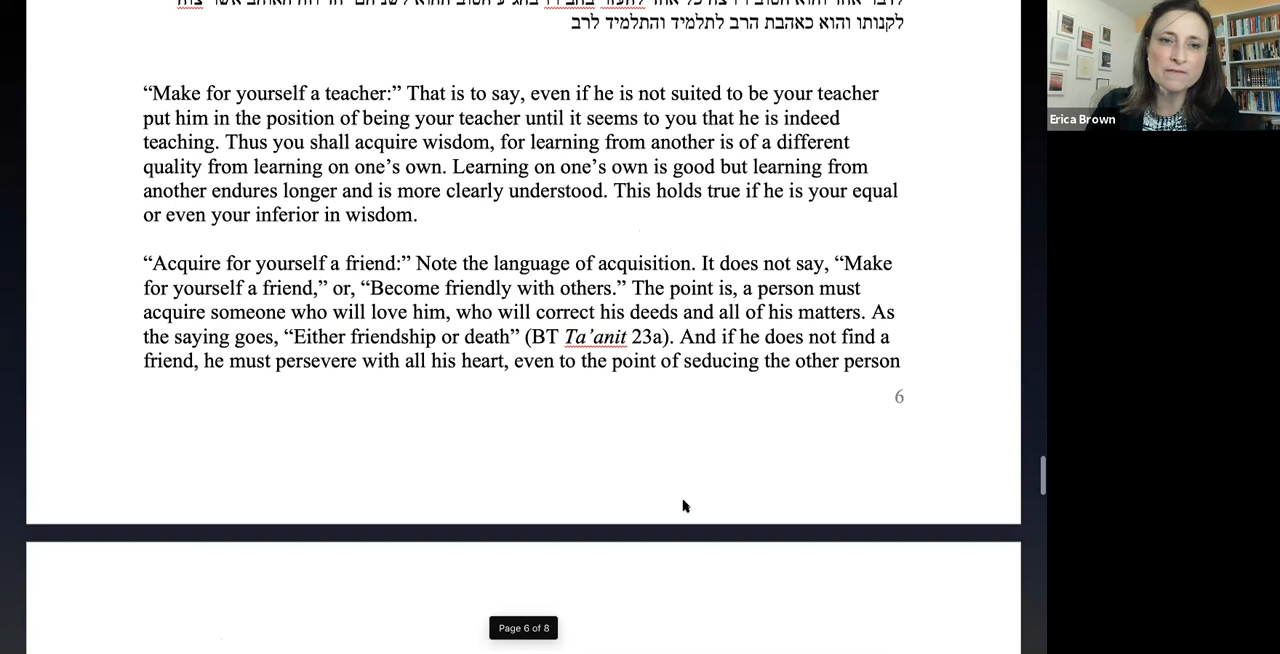 לקנותו והוא כאהבת הרב לתלמיד והתלמיד לרב
“Make for yourself a teacher:” That is to say, even if he is not suited to be your teacher
put him in the position of being your teacher until it seems to you that he is indeed
teaching. Thus you shall acquire wisdom, for learning from another is of a different
quality from learning on one’s own. Learning on one’s own is good but learning from
another endures longer and is more clearly understood. This holds true if he is your equal
or even your inferior in wisdom.
“Acquire for yourself a friend:” Note the language of acquisition. It does not say, “Make
for yourself a friend,” or, “Become friendly with others.” The point is, a person must
acquire someone who will love him, who will correct his deeds and all of his matters. As
the saying goes, “Either friendship or death” (BT Ta’anit 23a). And if he does not find a
friend, he must persevere with all his heart, even to the point of seducing the other person
6
Page 6 of 8
Erica Brown